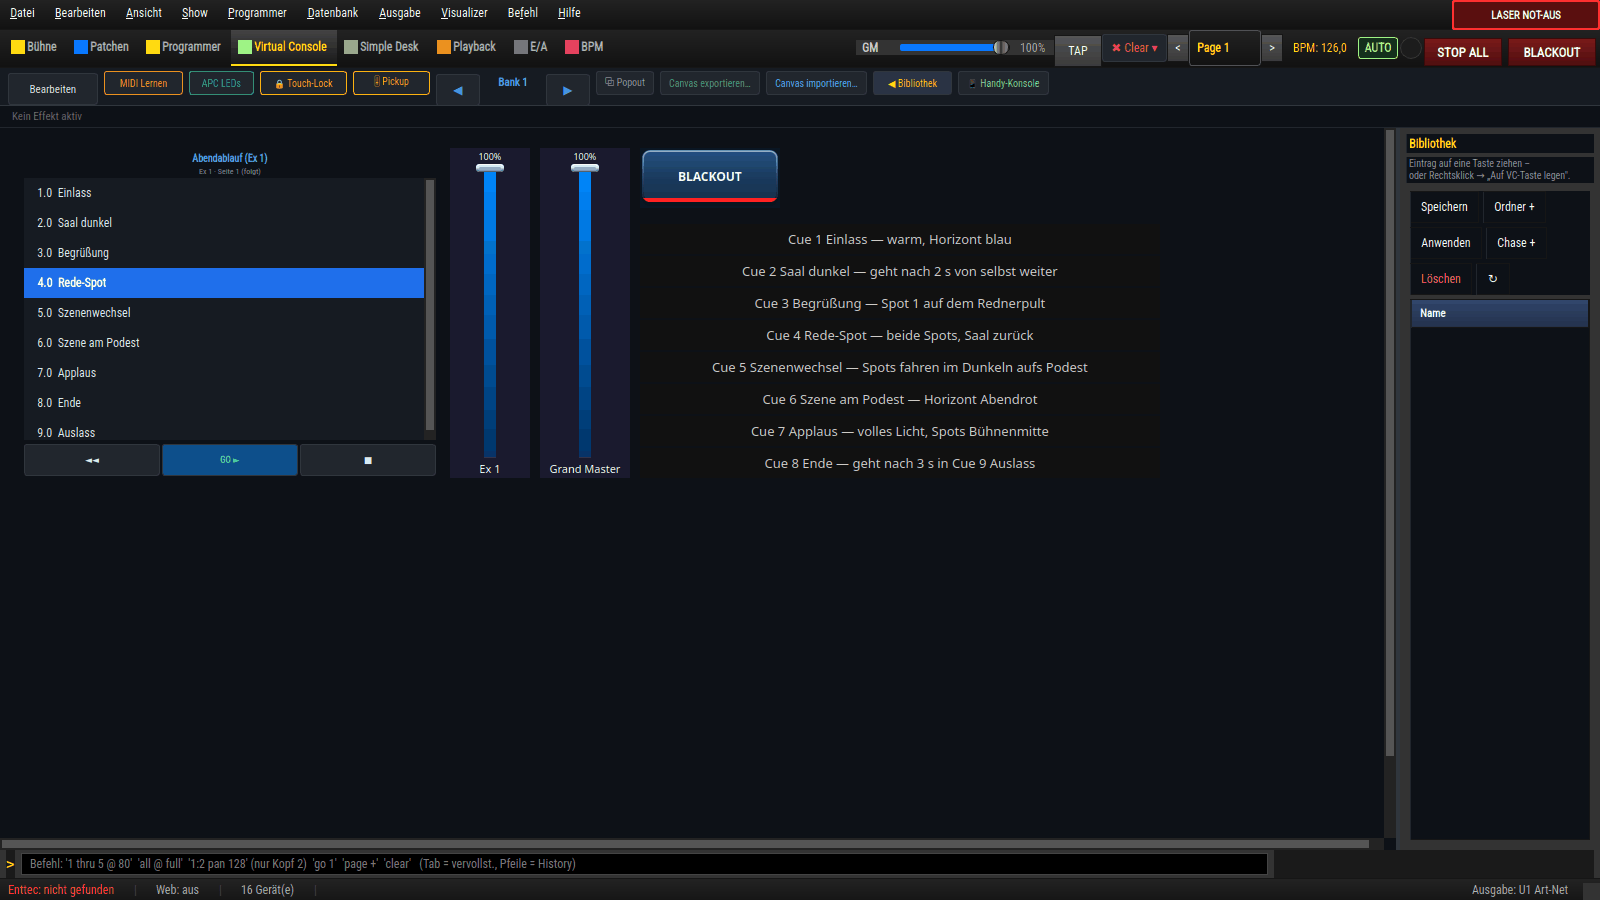 Datei Bearbeiten Ansicht Show Programmer Datenbank Ausgabe Visualizer Befehl Hilfe
LASER NOT-AUS
Bühne Patchen Programmer Virtual Console Simple Desk Playback E/A BPM
GM 100% TAP ✖ Clear ▾ < Page 1 > BPM: 126,0 AUTO STOP ALL BLACKOUT
Bearbeiten MIDI Lernen APC LEDs Touch-Lock Pickup ◀ Bank 1 ▶ Popout Canvas exportieren... Canvas importieren... ◀ Bibliothek Handy-Konsole
Kein Effekt aktiv
Abendablauf (Ex 1)
Ex 1 - Seite 1 (folgt)
1.0 Einlass
2.0 Saal dunkel
3.0 Begrüßung
4.0 Rede-Spot
5.0 Szenenwechsel
6.0 Szene am Podest
7.0 Applaus
8.0 Ende
9.0 Auslass
◄◄ GO ► ■
100%
Ex 1
100%
Grand Master
BLACKOUT
Cue 1 Einlass — warm, Horizont blau
Cue 2 Saal dunkel — geht nach 2 s von selbst weiter
Cue 3 Begrüßung — Spot 1 auf dem Rednerpult
Cue 4 Rede-Spot — beide Spots, Saal zurück
Cue 5 Szenenwechsel — Spots fahren im Dunkeln aufs Podest
Cue 6 Szene am Podest — Horizont Abendrot
Cue 7 Applaus — volles Licht, Spots Bühnenmitte
Cue 8 Ende — geht nach 3 s in Cue 9 Auslass
Bibliothek
Eintrag auf eine Taste ziehen –
oder Rechtsklick → „Auf VC-Taste legen".
Speichern Ordner +
Anwenden Chase +
Löschen ↻
Name
> Befehl: '1 thru 5 @ 80' 'all @ full' '1:2 pan 128' (nur Kopf 2) 'go 1' 'page +' 'clear' (Tab = vervollst., Pfeile = History)
Enttec: nicht gefunden Web: aus 16 Gerät(e) Ausgabe: U1 Art-Net